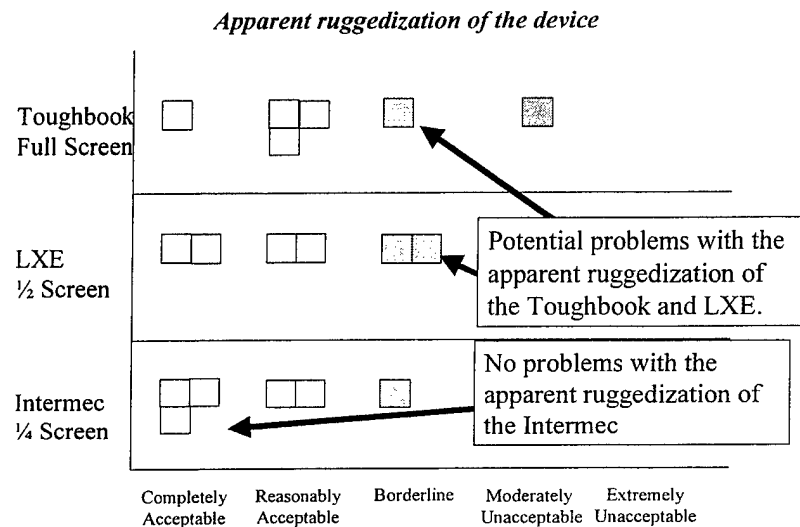 Apparent ruggedization of the device
Toughbook
Full Screen
LXE
½ Screen
Potential problems with the
apparent ruggedization of
the Toughbook and LXE.
Intermec
¼ Screen
No problems with the
apparent ruggedization of
the Intermec
Completely
Acceptable
Reasonably
Acceptable
Borderline
Moderately
Unacceptable
Extremely
Unacceptable